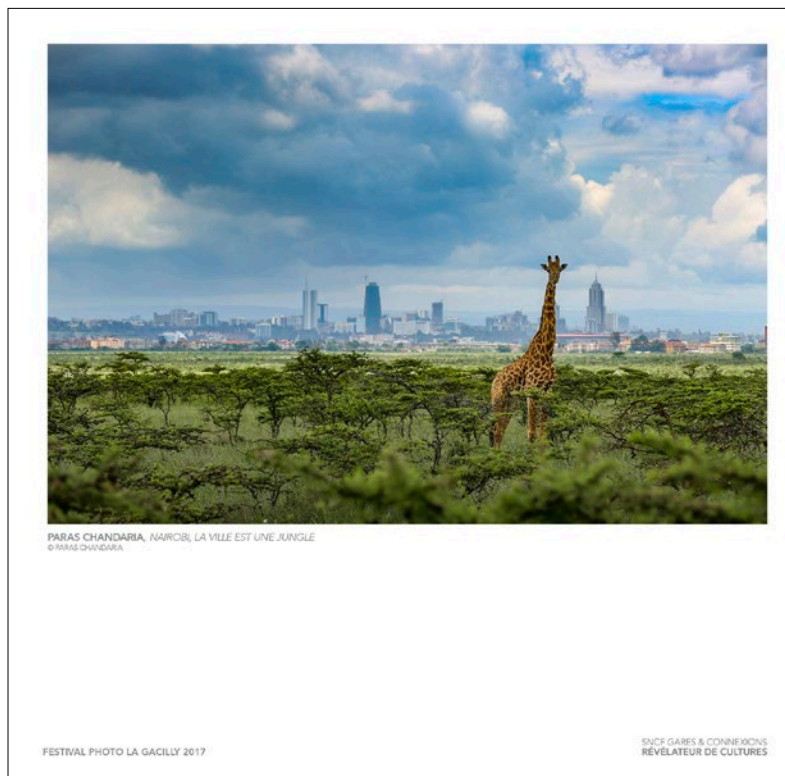 PARAS CHANDARIA, NAIROBI, LA VILLE EST UNE JUNGLE
© PARAS CHANDARIA
FESTIVAL PHOTO LA GACILLY 2017
SNCF GARES & CONNEXIONS
RÉVÉLATEUR DE CULTURES